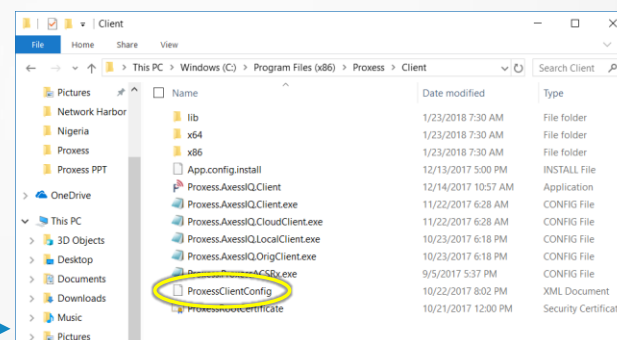 Client
File Home Share View
This PC > Windows (C:) > Program Files (x86) > Proxess > Client
Search Client
Pictures
Network Harbor
Nigeria
Proxess
Proxess PPT
OneDrive
This PC
3D Objects
Desktop
Documents
Downloads
Music
Pictures
Name Date modified Type
lib 1/23/2018 7:30 AM File folder
x64 1/23/2018 7:30 AM File folder
x86 1/23/2018 7:30 AM File folder
App.config.install 12/13/2017 5:00 PM INSTALL File
Proxess.AxessIQ.Client 12/14/2017 10:57 AM Application
Proxess.AxessIQ.Client.exe 11/22/2017 6:28 AM CONFIG File
Proxess.AxessIQ.CloudClient.exe 11/22/2017 6:28 AM CONFIG File
Proxess.AxessIQ.LocalClient.exe 10/23/2017 6:18 PM CONFIG File
Proxess.AxessIQ.OrigClient.exe 10/23/2017 6:18 PM CONFIG File
Proxess.ProxessACSRx.exe 9/5/2017 5:37 PM CONFIG File
ProxessClientConfig 10/22/2017 8:02 PM XML Document
ProxessRootCertificate 10/21/2017 12:00 PM Security Certificat